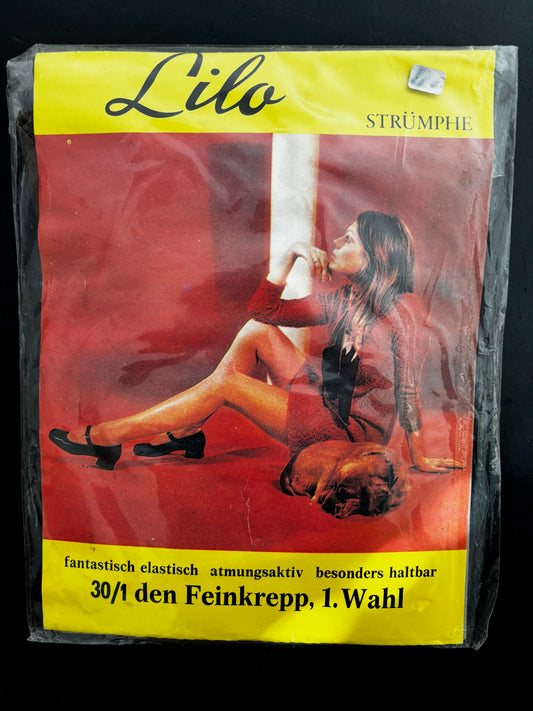 Lilo
STRÜMPHE
fantastisch elastisch atmungsaktiv besonders haltbar
30/1 den Feinkrepp, 1. Wahl